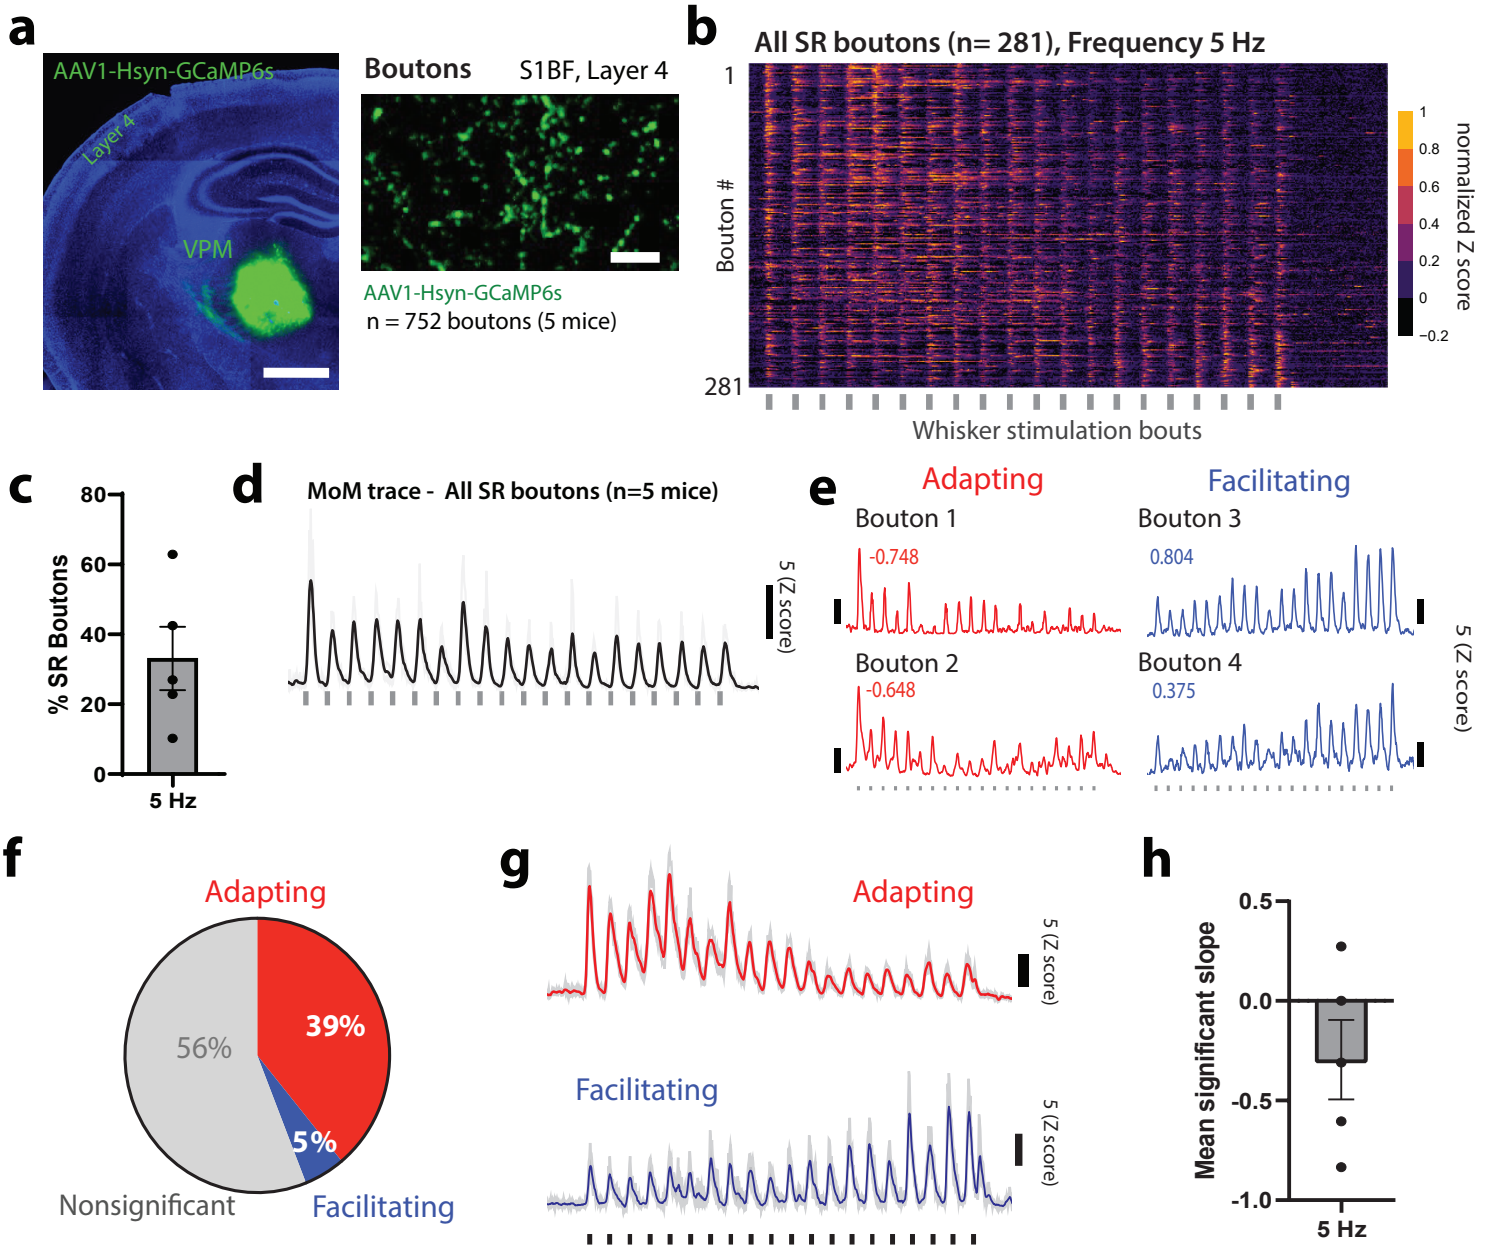 a
AAV1-Hsyn-GCaMP6s
Layer 4
VPM
Boutons
S1BF, Layer 4
AAV1-Hsyn-GCaMP6s
n = 752 boutons (5 mice)
b
All SR boutons (n= 281), Frequency 5 Hz
1
Bouton #
281
Whisker stimulation bouts
1
0.8
0.6
0.4
0.2
0
−0.2
normalized Z score
c
% SR Boutons
80
60
40
20
0
5 Hz
d
MoM trace - All SR boutons (n=5 mice)
5 (Z score)
e
Adapting
Facilitating
Bouton 1
Bouton 3
-0.748
0.804
Bouton 2
Bouton 4
-0.648
0.375
5 (Z score)
f
Adapting
39%
56%
5%
Nonsignificant
Facilitating
g
Adapting
5 (Z score)
Facilitating
5 (Z score)
h
Mean significant slope
0.5
0.0
-0.5
-1.0
5 Hz